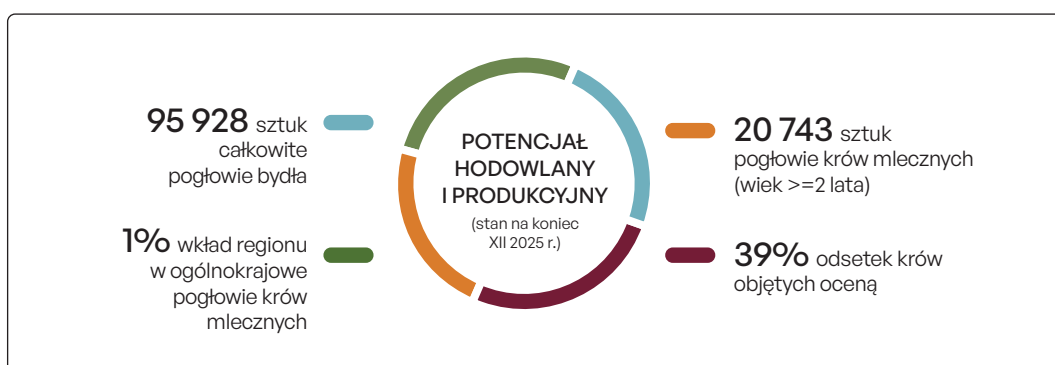 95 928 sztuk
całkowite
pogłowie bydła
1% wkład regionu
w ogólnokrajowe
pogłowie krów
mlecznych
POTENCJAŁ
HODOWLANY
I PRODUKCYJNY
(stan na koniec
XII 2025 r.)
20 743 sztuk
pogłowie krów mlecznych
(wiek >=2 lata)
39% odsetek krów
objętych oceną